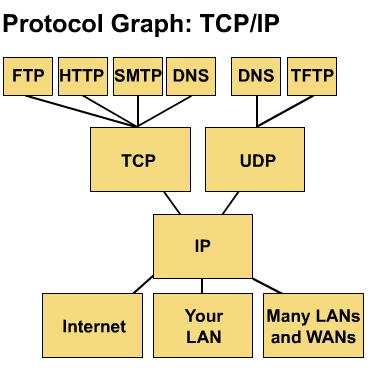 Protocol Graph: TCP/IP
FTP HTTP SMTP DNS DNS TFTP
TCP UDP
IP
Internet
Your
LAN
Many LANs
and WANs